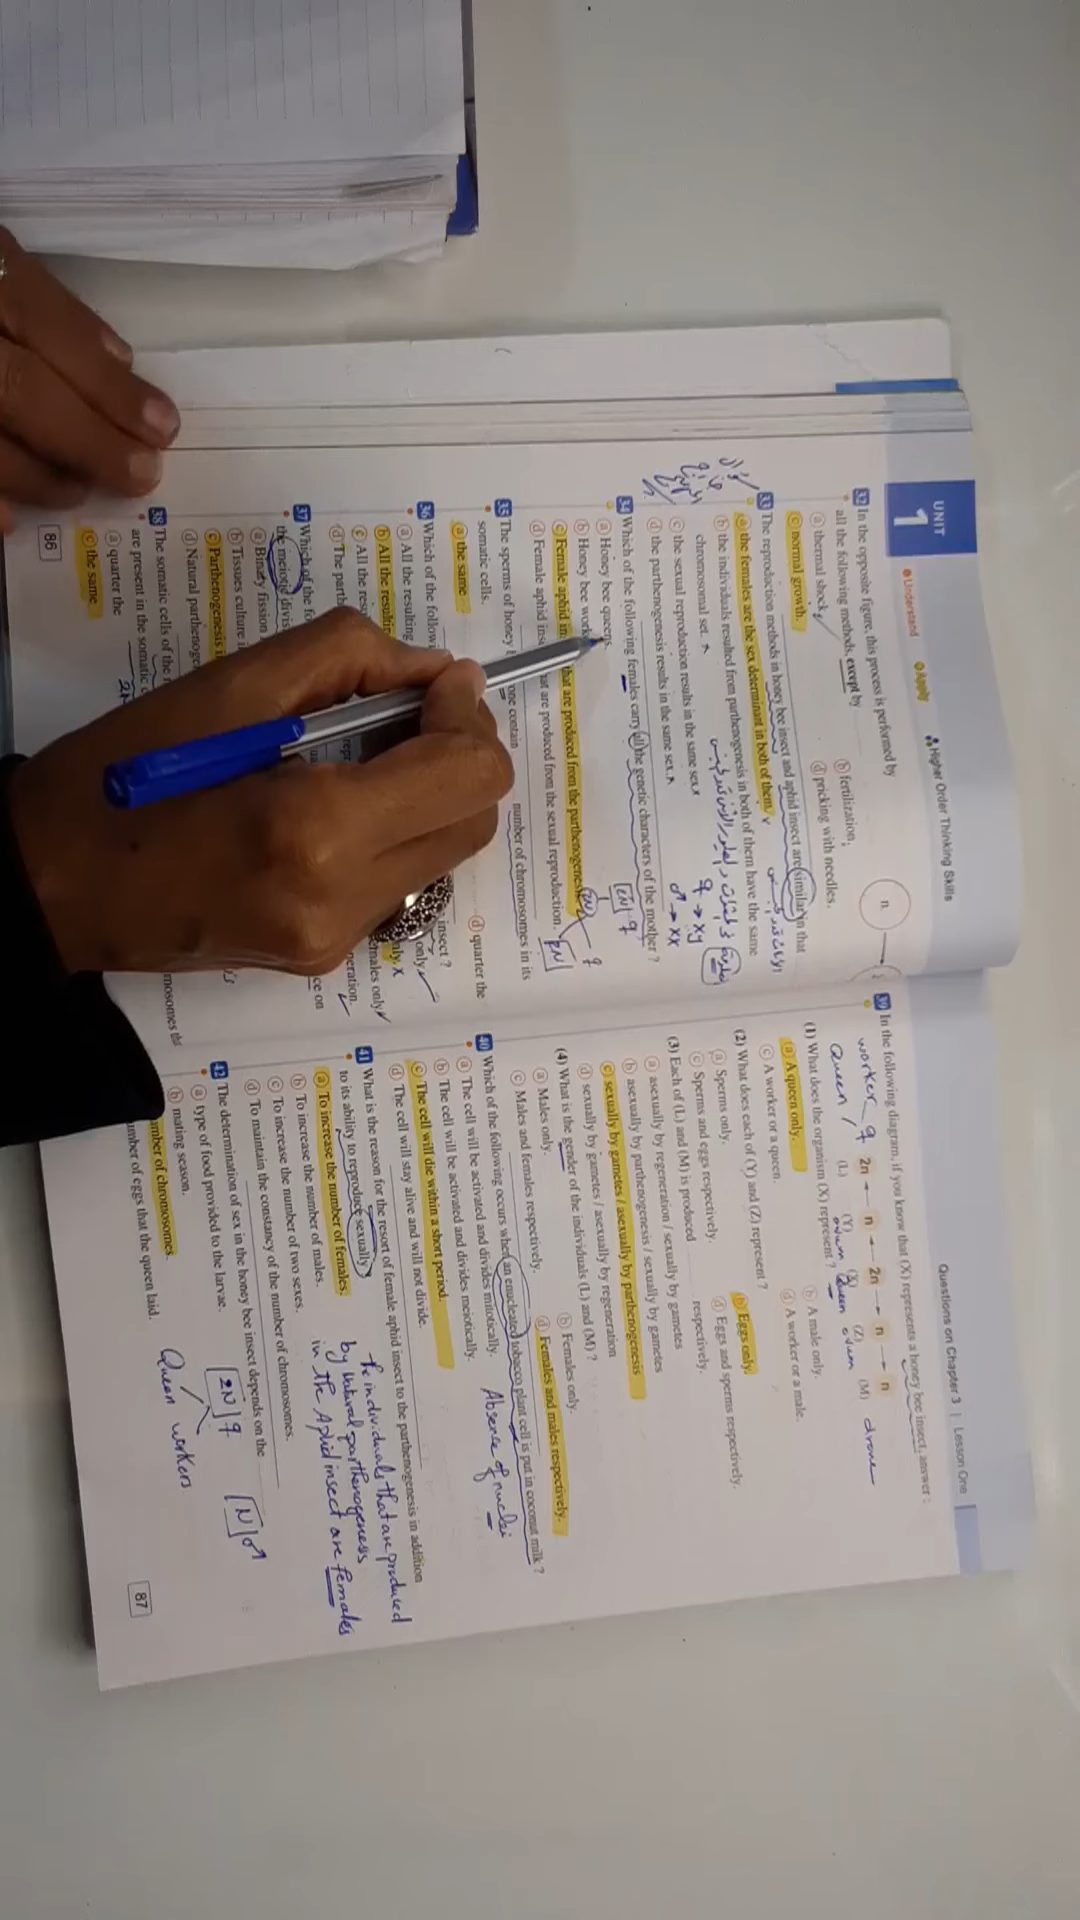 UNIT
1
Understand
Apply
Higher Order Thinking Skills
32 In the opposite figure, this process is performed by
all the following methods, except by
n
a thermal shock.
b fertilization.
c normal growth.
d pricking with needles.
33 The reproduction methods in honey bee insect and aphid insect are similar in that
a the females are the sex determinant in both of them.
b the individuals resulted from parthenogenesis in both of them have the same
chromosomal set.
c the sexual reproduction results in the same sex.
d the parthenogenesis results in the same sex.
♀ → xy
♂ → xx
34 Which of the following females carry all the genetic characters of the mother ?
a Honey bee queens.
2N ♀
b Honey bee
c Female aphid that are produced from the parthenogenesis
2N ♀
d Female aphid that are produced from the sexual reproduction.
2N
35 The sperms of honey contain number of chromosomes in its
somatic cells.
a the same
d quarter the
36 Which of the insect ?
a All the resulting only
b All the only.
c All the females only
d The
37 Which of the ce on
the meiotic
a Binary fission
b Tissues culture
c Parthenogenesis
d Natural
38 The somatic cells of the
are present in the somatic
a quarter the
c the same
86
Questions on Chapter 3 | Lesson One
39 In the following diagram, if you know that (X) represents a honey bee insect, answer :
worker ♀ 2n ← n ← 2n → n → n
Queen / (L) (Y) (X) (Z) (M) drone
ovum Queen ovum
(1) What does the organism (X) represent ?
a A queen only.
b A male only.
c A worker or a queen.
d A worker or a male.
(2) What does each of (Y) and (Z) represent ?
a Sperms only.
b Eggs only.
c Sperms and eggs respectively.
d Eggs and sperms respectively.
(3) Each of (L) and (M) is produced respectively.
a asexually by regeneration / sexually by gametes
b asexually by parthenogenesis / sexually by gametes
c sexually by gametes / asexually by parthenogenesis
d sexually by gametes / asexually by regeneration
(4) What is the gender of the individuals (L) and (M) ?
a Males only.
b Females only.
c Males and females respectively.
d Females and males respectively.
40 Which of the following occurs when an enucleated tobacco plant cell is put in coconut milk ?
a The cell will be activated and divides mitotically.
b The cell will be activated and divides meiotically.
c The cell will die within a short period.
d The cell will stay alive and will not divide.
Absence of nuclei
41 What is the reason for the resort of female aphid insect to the parthenogenesis in addition
to its ability to reproduce sexually ?
a To increase the number of females.
b To increase the number of males.
c To increase the number of two sexes.
d To maintain the constancy of the number of chromosomes.
the individuals that are produced
by natural parthenogenesis
in the Aphid insect are females
42 The determination of sex in the honey bee insect depends on the
a type of food provided to the larvae.
b mating season.
number of chromosomes.
number of eggs that the queen laid.
2N ♀
N ♂
Queen workers
87